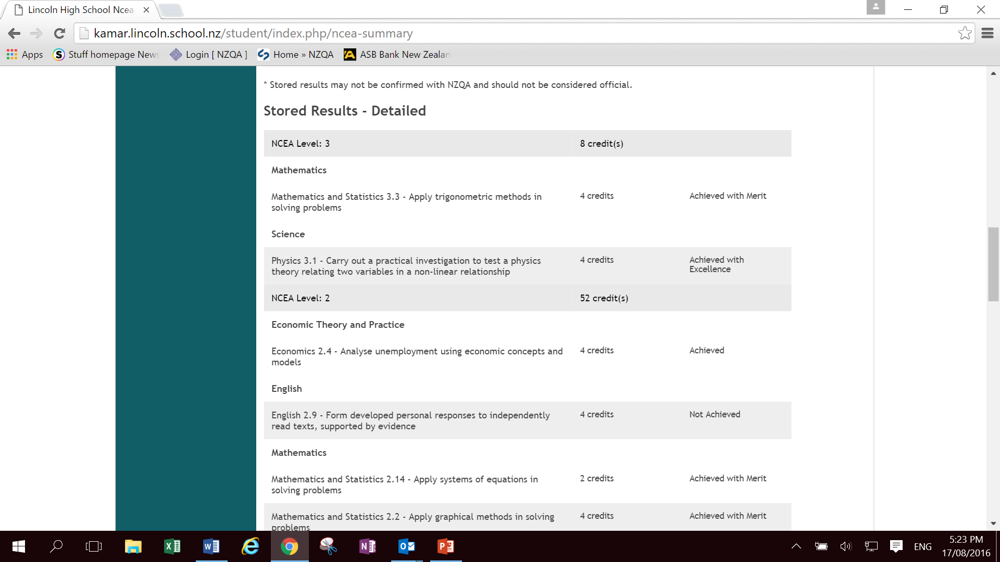 Lincoln High School Ncea
kamar.lincoln.school.nz/student/index.php/ncea-summary
Apps Stuff homepage News Login [ NZQA ] Home » NZQA ASB Bank New Zealan
* Stored results may not be confirmed with NZQA and should not be considered official.
Stored Results - Detailed
NCEA Level: 3 8 credit(s)
Mathematics
Mathematics and Statistics 3.3 - Apply trigonometric methods in 4 credits Achieved with Merit
solving problems
Science
Physics 3.1 - Carry out a practical investigation to test a physics 4 credits Achieved with
theory relating two variables in a non-linear relationship Excellence
NCEA Level: 2 52 credit(s)
Economic Theory and Practice
Economics 2.4 - Analyse unemployment using economic concepts and 4 credits Achieved
models
English
English 2.9 - Form developed personal responses to independently 4 credits Not Achieved
read texts, supported by evidence
Mathematics
Mathematics and Statistics 2.14 - Apply systems of equations in 2 credits Achieved with Merit
solving problems
Mathematics and Statistics 2.2 - Apply graphical methods in solving 4 credits Achieved with Merit
problems
ENG
5:23 PM
17/08/2016